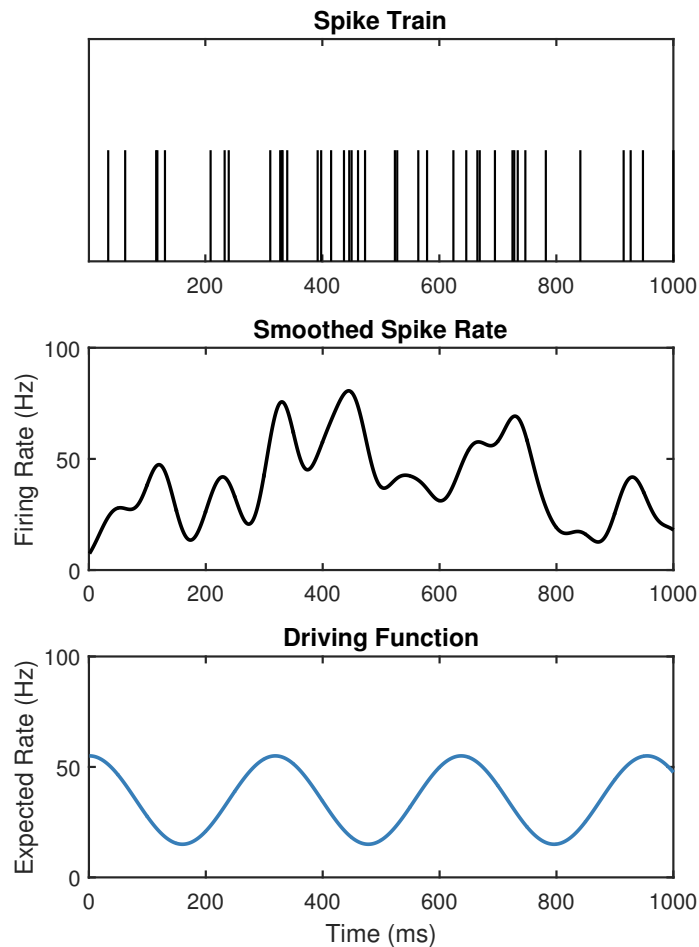 Spike Train
200 400 600 800 1000
Smoothed Spike Rate
100
50
0
Firing Rate (Hz)
0 200 400 600 800 1000
Driving Function
100
50
0
Expected Rate (Hz)
0 200 400 600 800 1000
Time (ms)